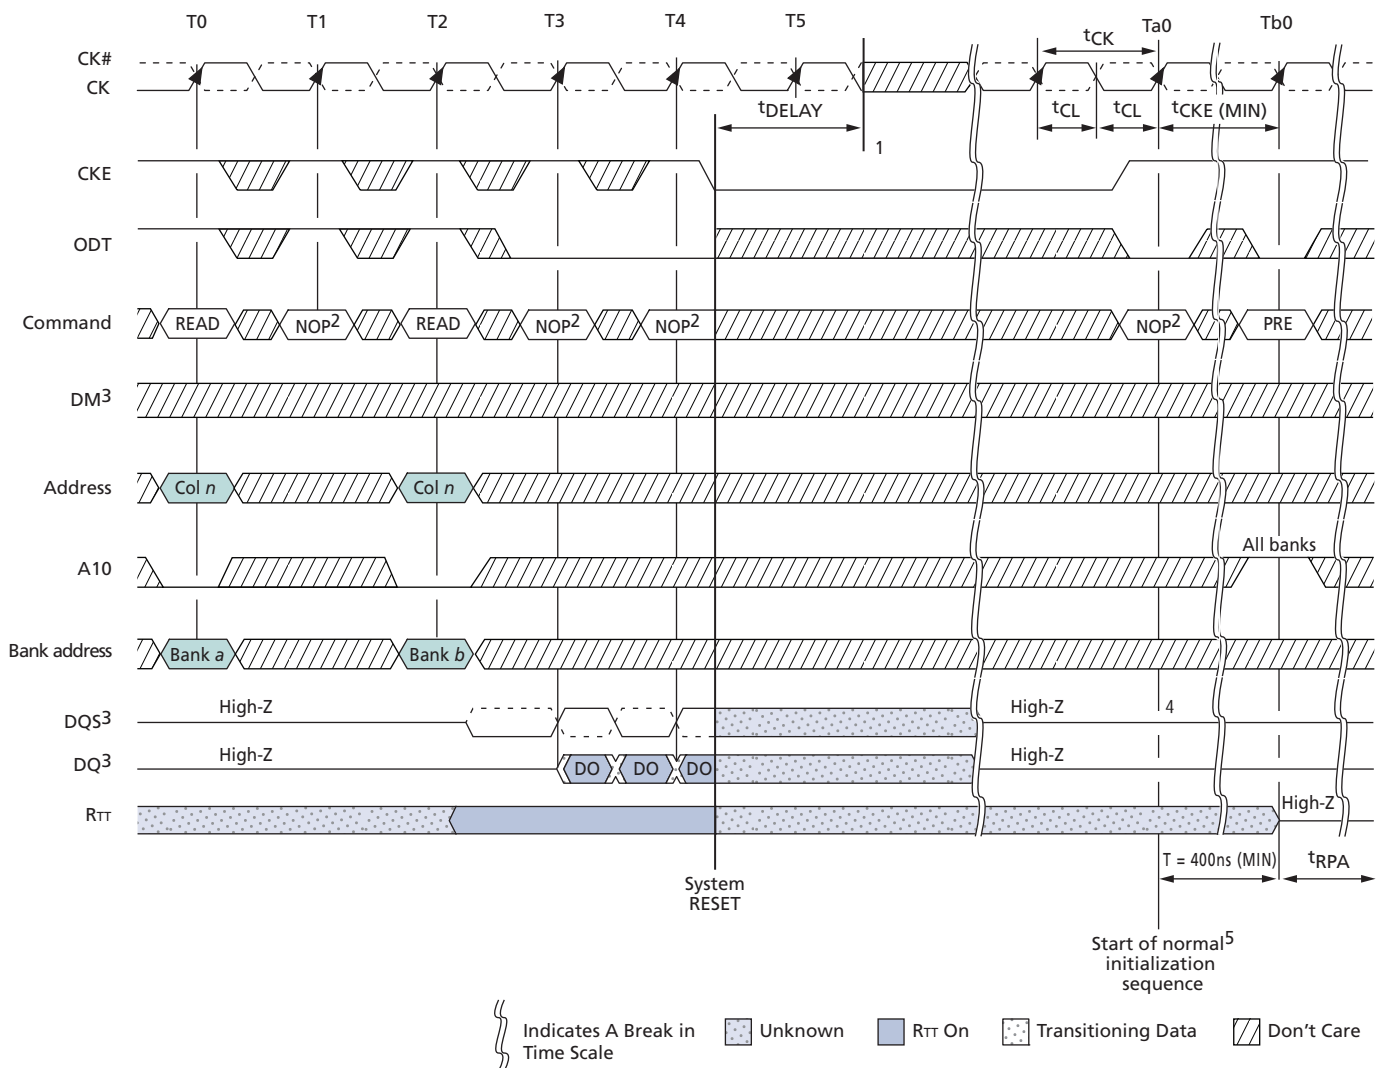 T0 T1 T2 T3 T4 T5 Ta0 Tb0
CK#
CK
tCK
tDELAY
tCL tCL tCKE (MIN)
1
CKE
ODT
Command READ NOP2 READ NOP2 NOP2 NOP2 PRE
DM3
Address Col n Col n
A10 All banks
Bank address Bank a Bank b
DQS3 High-Z High-Z 4
DQ3 High-Z DO DO DO High-Z
RTT High-Z
T = 400ns (MIN) tRPA
System
RESET
Start of normal5
initialization
sequence
Indicates A Break in
Time Scale
Unknown
RTT On
Transitioning Data
Don't Care